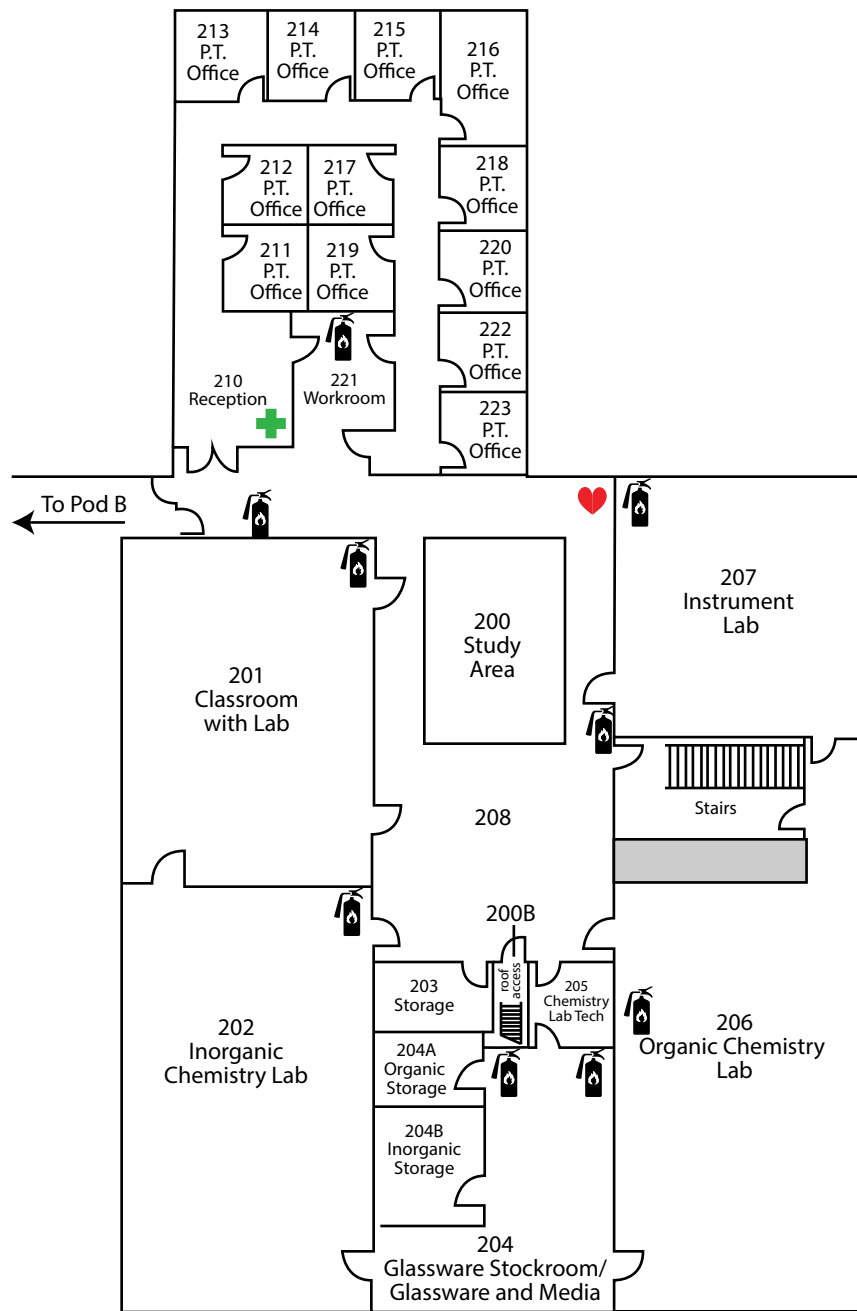 213
P.T.
Office
214
P.T.
Office
215
P.T.
Office
216
P.T.
Office
212
P.T.
Office
217
P.T.
Office
218
P.T.
Office
211
P.T.
Office
219
P.T.
Office
220
P.T.
Office
222
P.T.
Office
210
Reception
221
Workroom
223
P.T.
Office
To Pod B
207
Instrument
Lab
200
Study
Area
201
Classroom
with Lab
Stairs
208
200B
roof
access
203
Storage
205
Chemistry
Lab Tech
202
Inorganic
Chemistry Lab
206
Organic Chemistry
Lab
204A
Organic
Storage
204B
Inorganic
Storage
204
Glassware Stockroom/
Glassware and Media